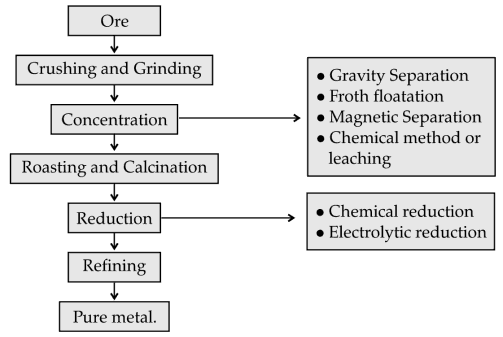 Ore
Crushing and Grinding
Concentration
● Gravity Separation
● Froth floatation
● Magnetic Separation
● Chemical method or
leaching
Roasting and Calcination
Reduction
● Chemical reduction
● Electrolytic reduction
Refining
Pure metal.